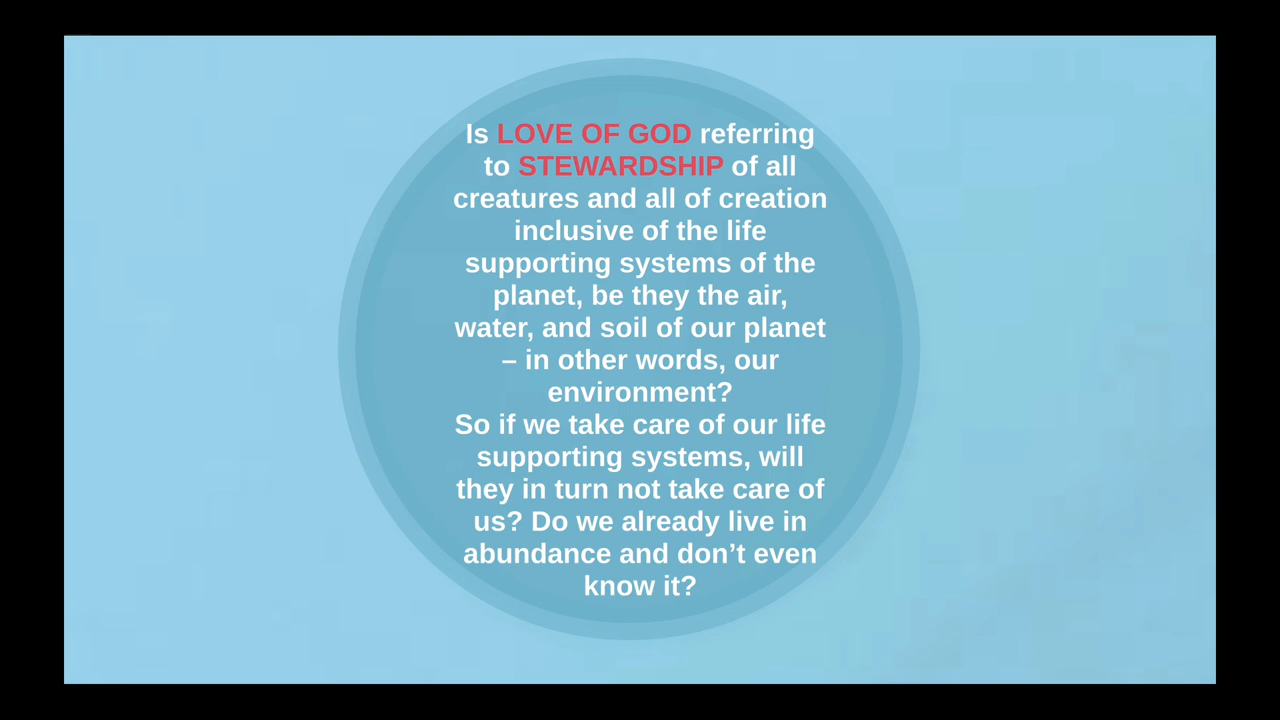 Is LOVE OF GOD referring
to STEWARDSHIP of all
creatures and all of creation
inclusive of the life
supporting systems of the
planet, be they the air,
water, and soil of our planet
– in other words, our
environment?
So if we take care of our life
supporting systems, will
they in turn not take care of
us? Do we already live in
abundance and don’t even
know it?